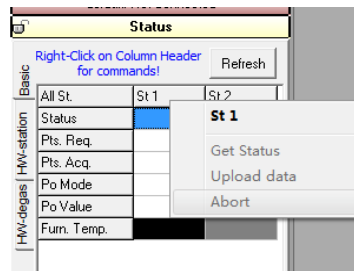 Status
Right-Click on Column Header
for commands!
Refresh
Basic
HW-station
HW-degas
All St.
St 1
St 2
Status
Pts. Req.
Pts. Acq.
Po Mode
Po Value
Furn. Temp.
St 1
Get Status
Upload data
Abort